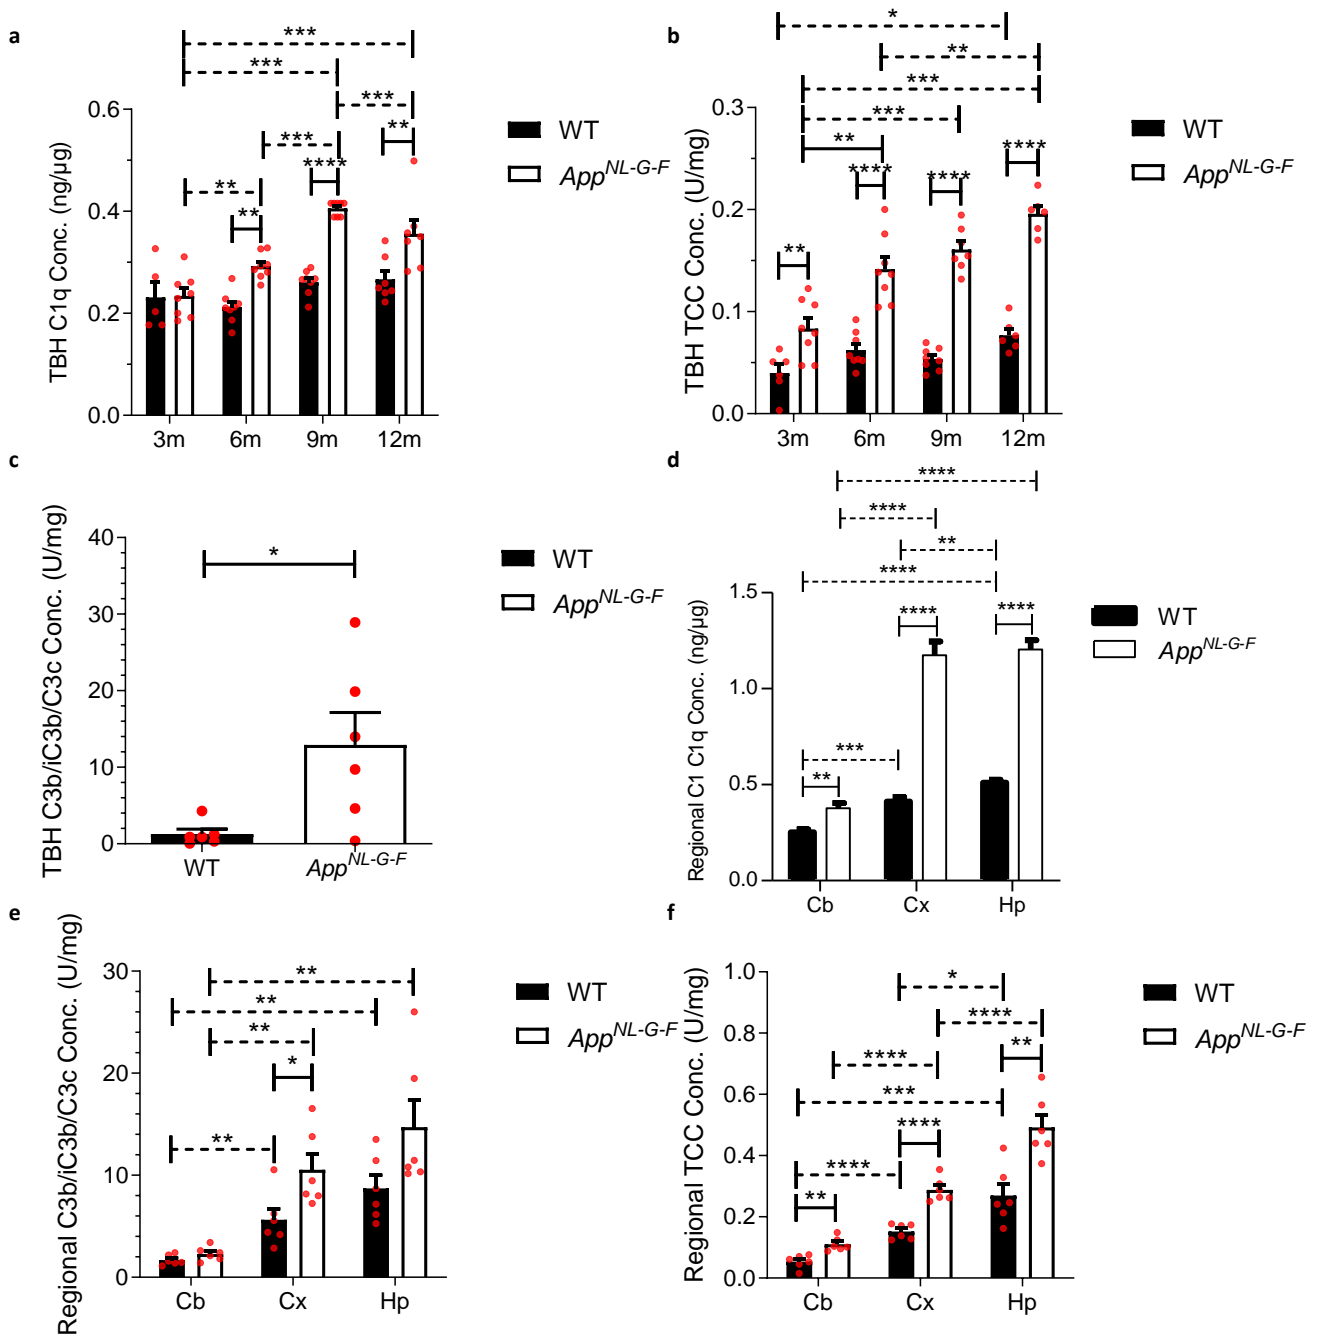 a
***
***
***
***
**
****
**
**
TBH C1q Conc. (ng/µg)
0.6
0.4
0.2
0.0
3m
6m
9m
12m
WT
App^NL-G-F
b
*
**
***
***
**
****
****
****
**
TBH TCC Conc. (U/mg)
0.3
0.2
0.1
0.0
3m
6m
9m
12m
WT
App^NL-G-F
c
*
TBH C3b/iC3b/C3c Conc. (U/mg)
40
30
20
10
0
WT
App^NL-G-F
WT
App^NL-G-F
d
****
****
**
****
****
****
***
**
Regional C1 C1q Conc. (ng/µg)
1.5
1.0
0.5
0.0
Cb
Cx
Hp
WT
App^NL-G-F
e
**
**
**
*
**
Regional C3b/iC3b/C3c Conc. (U/mg)
30
20
10
0
Cb
Cx
Hp
WT
App^NL-G-F
f
*
****
**
****
***
****
****
**
Regional TCC Conc. (U/mg)
1.0
0.8
0.6
0.4
0.2
0.0
Cb
Cx
Hp
WT
App^NL-G-F